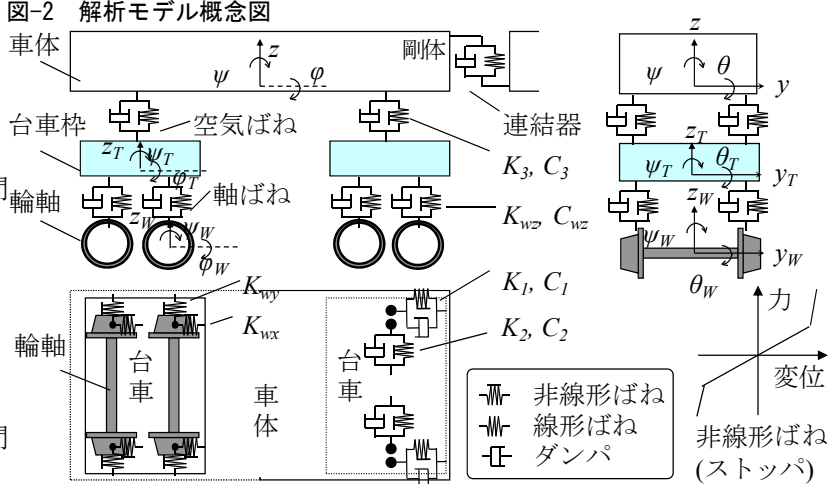 図-2 解析モデル概念図
車体
z
ψ
φ
剛体
連結器
台車枠
空気ばね
z_T
ψ_T
φ_T
軸ばね
間
輪軸
z_W
ψ_W
φ_W
K_3, C_3
K_wz, C_wz
z
ψ
θ
y
z_T
ψ_T
θ_T
y_T
z_W
ψ_W
y_W
θ_W
K_wy
K_wx
輪軸
台車
車体
台車
K_1, C_1
K_2, C_2
非線形ばね
線形ばね
ダンパ
力
変位
非線形ばね
(ストッパ)
間